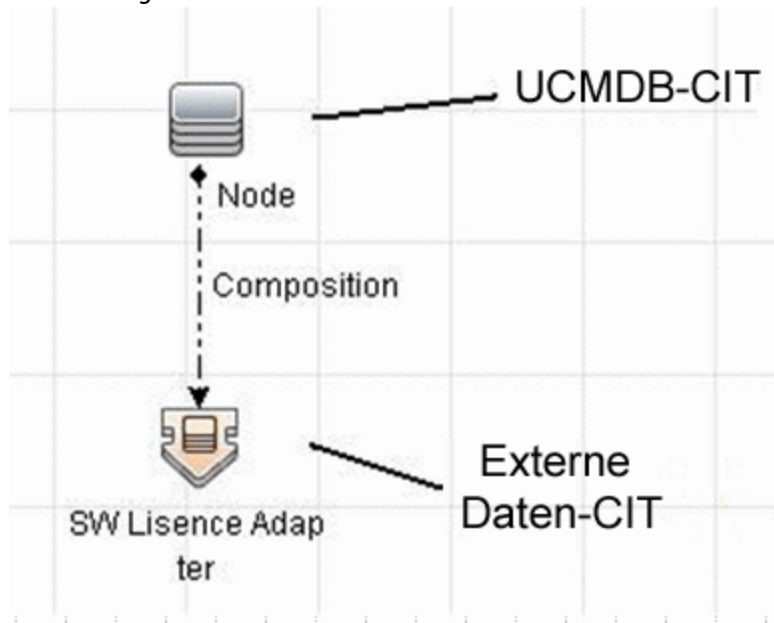 UCMDB-CIT
Node
Composition
Externe
Daten-CIT
SW Lisence Adap
ter